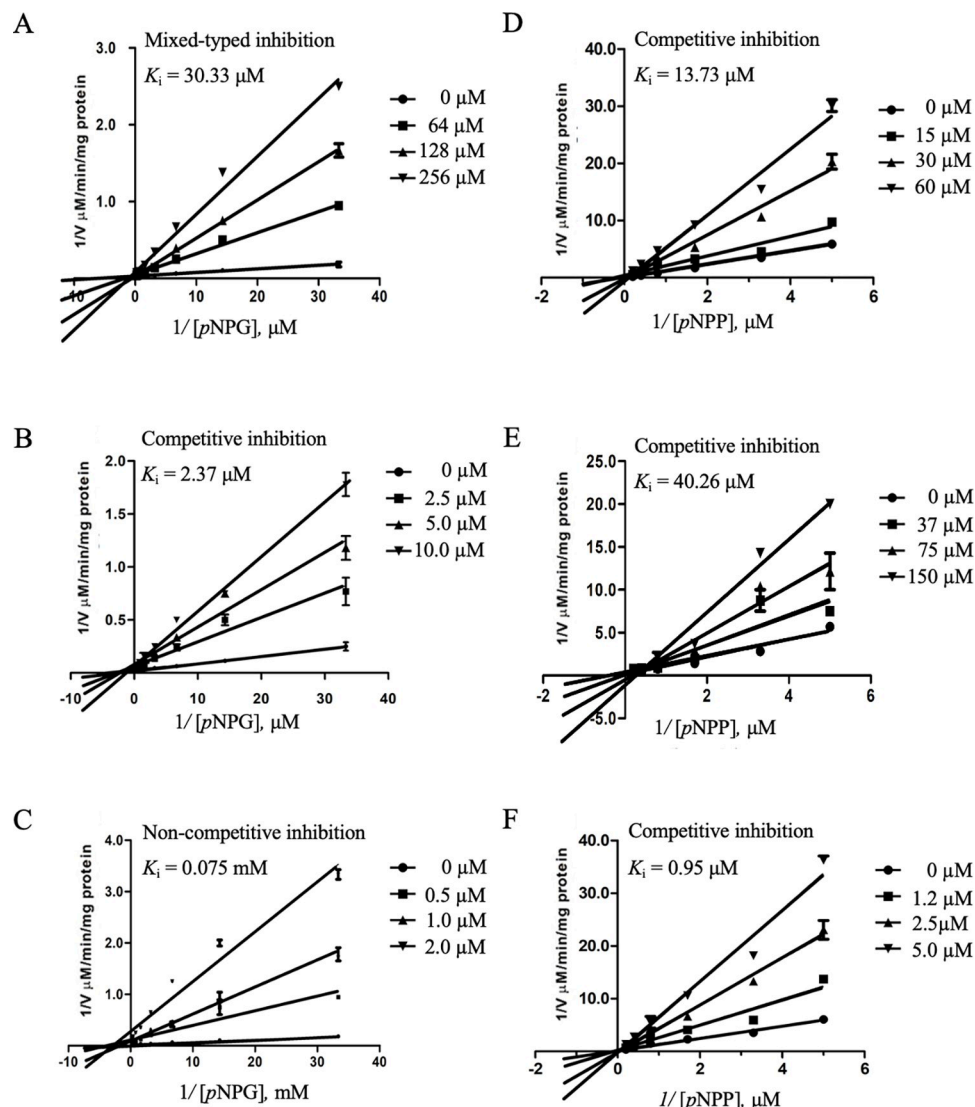 A
Mixed-typed inhibition
Ki = 30.33 µM
0 µM
64 µM
128 µM
256 µM
1/V µM/min/mg protein
3.0
2.0
1.0
-10 0 10 20 30 40
1/ [pNPG], µM
D
Competitive inhibition
Ki = 13.73 µM
0 µM
15 µM
30 µM
60 µM
1/V µM/min/mg protein
40.0
30.0
20.0
10.0
-2 0 2 4 6
1/ [pNPP], µM
B
Competitive inhibition
Ki = 2.37 µM
0 µM
2.5 µM
5.0 µM
10.0 µM
1/V µM/min/mg protein
2.0
1.5
1.0
0.5
-10 0 10 20 30 40
1/ [pNPG], µM
E
Competitive inhibition
Ki = 40.26 µM
0 µM
37 µM
75 µM
150 µM
1/V µM/min/mg protein
25.0
20.0
15.0
10.0
5.0
-5.0
-2 0 2 4 6
1/ [pNPP], µM
C
Non-competitive inhibition
Ki = 0.075 mM
0 µM
0.5 µM
1.0 µM
2.0 µM
1/V µM/min/mg protein
4.0
3.0
2.0
1.0
-10 0 10 20 30 40
1/ [pNPG], mM
F
Competitive inhibition
Ki = 0.95 µM
0 µM
1.2 µM
2.5µM
5.0 µM
1/V µM/min/mg protein
40.0
30.0
20.0
10.0
-2 0 2 4 6
1/ [pNPP], µM